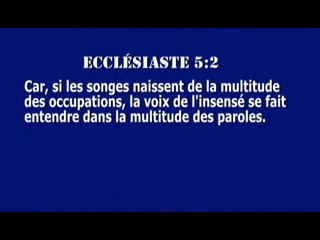 ECCLÉSIASTE 5:2
Car, si les songes naissent de la multitude
des occupations, la voix de l'insensé se fait
entendre dans la multitude des paroles.